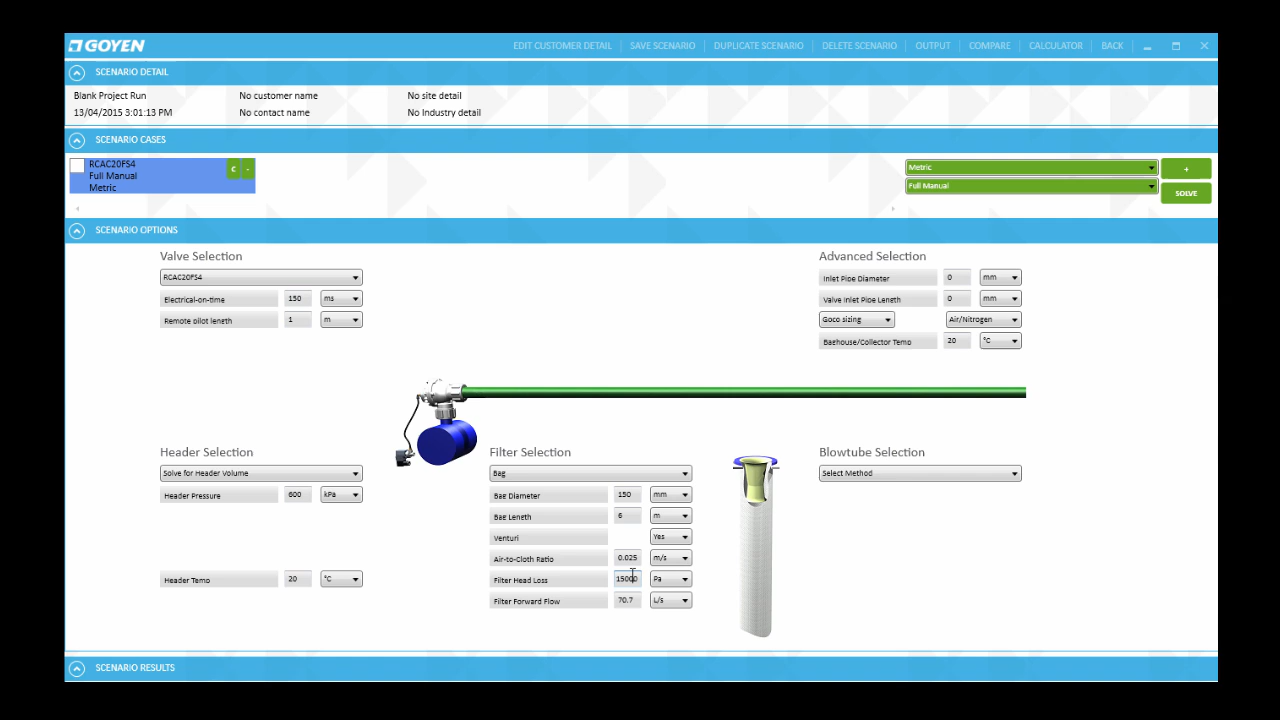 GOYEN
EDIT CUSTOMER DETAIL | SAVE SCENARIO | DUPLICATE SCENARIO | DELETE SCENARIO | OUTPUT | COMPARE | CALCULATOR | BACK
SCENARIO DETAIL
Blank Project Run No customer name No site detail
13/04/2015 3:01:13 PM No contact name No Industry detail
SCENARIO CASES
RCAC20FS4
Full Manual
Metric
C -
Metric +
Full Manual SOLVE
SCENARIO OPTIONS
Valve Selection
RCAC20FS4
Electrical-on-time 150 ms
Remote pilot length 1 m
Advanced Selection
Inlet Pipe Diameter 0 mm
Valve Inlet Pipe Length 0 mm
Goco sizing Air/Nitrogen
Baghouse/Collector Temp 20 °C
Header Selection
Solve for Header Volume
Header Pressure 600 kPa
Header Temp 20 °C
Filter Selection
Bag
Bag Diameter 150 mm
Bag Length 6 m
Venturi Yes
Air-to-Cloth Ratio 0.025 m/s
Filter Head Loss 15000 Pa
Filter Forward Flow 70.7 L/s
Blowtube Selection
Select Method
SCENARIO RESULTS